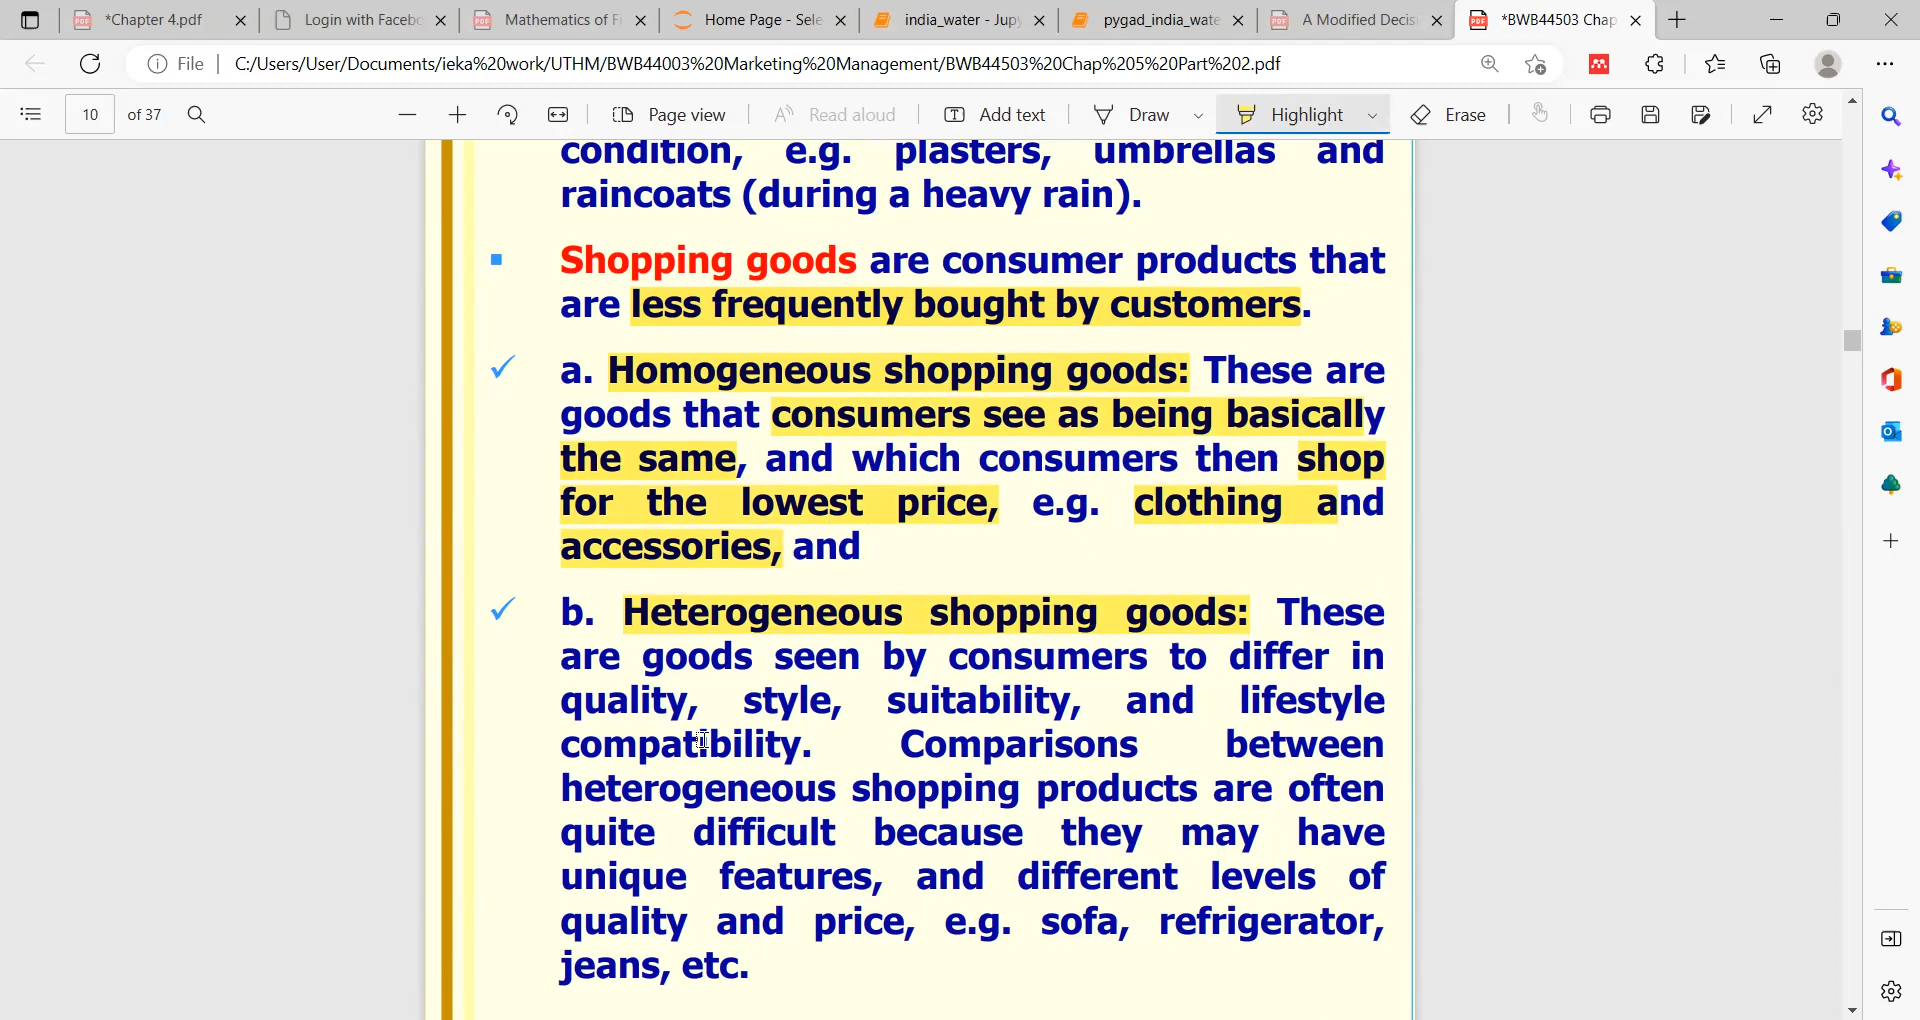 *Chapter 4.pdf
Login with Facebo
Mathematics of Fi
Home Page - Sele
india_water - Jupy
pygad_india_wate
A Modified Decis
*BWB44503 Chap
File
C:/Users/User/Documents/ieka%20work/UTHM/BWB44003%20Marketing%20Management/BWB44503%20Chap%205%20Part%202.pdf
10 of 37
Page view
Read aloud
Add text
Draw
Highlight
Erase
condition, e.g. plasters, umbrellas and
raincoats (during a heavy rain).
Shopping goods are consumer products that
are less frequently bought by customers.
a. Homogeneous shopping goods: These are
goods that consumers see as being basically
the same, and which consumers then shop
for the lowest price, e.g. clothing and
accessories, and
b. Heterogeneous shopping goods: These
are goods seen by consumers to differ in
quality, style, suitability, and lifestyle
compatibility. Comparisons between
heterogeneous shopping products are often
quite difficult because they may have
unique features, and different levels of
quality and price, e.g. sofa, refrigerator,
jeans, etc.